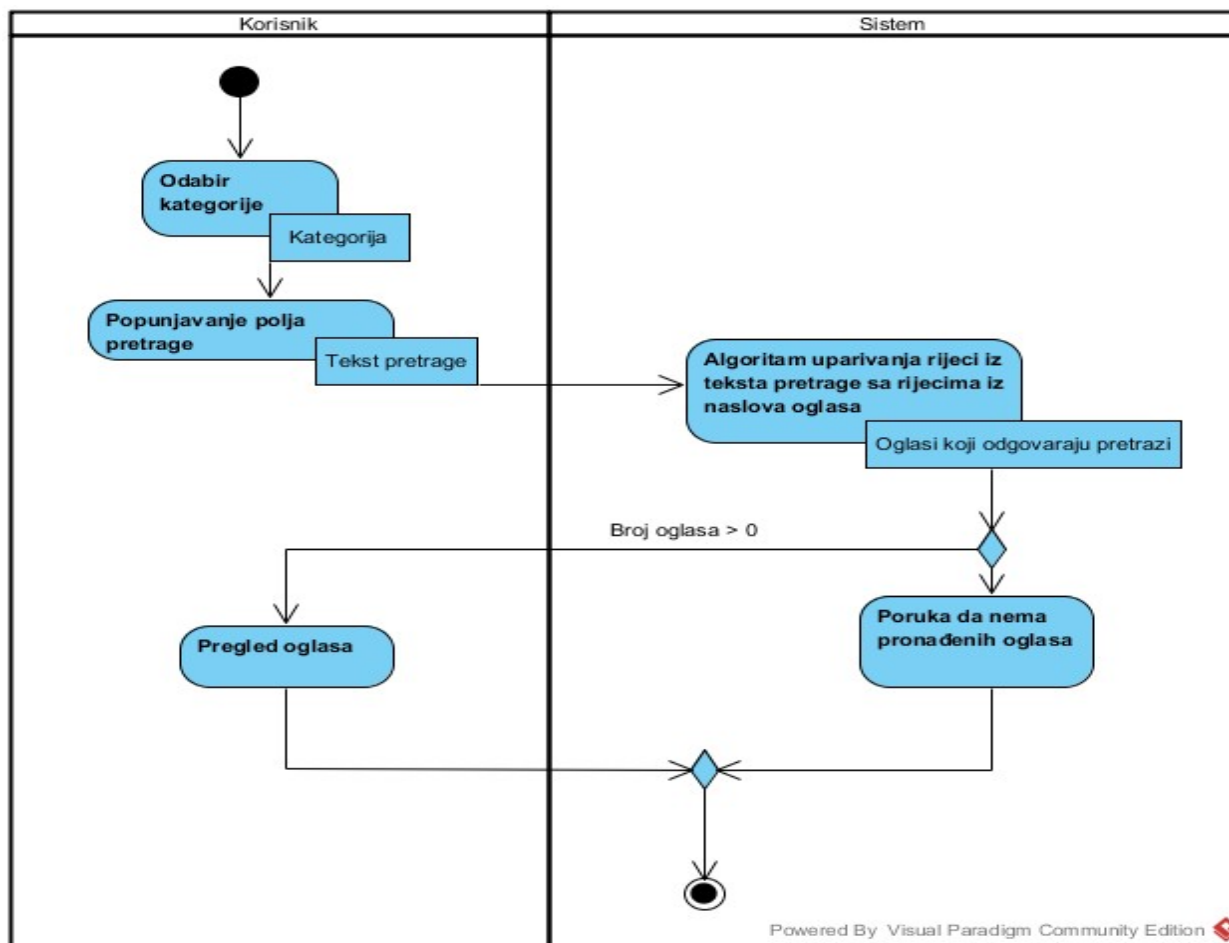 Korisnik
Sistem
Odabir
kategorije
Kategorija
Popunjavanje polja
pretrage
Tekst pretrage
Algoritam uparivanja rijeci iz
teksta pretrage sa rijecima iz
naslova oglasa
Oglasi koji odgovaraju pretrazi
Broj oglasa > 0
Pregled oglasa
Poruka da nema
pronađenih oglasa
Powered By Visual Paradigm Community Edition